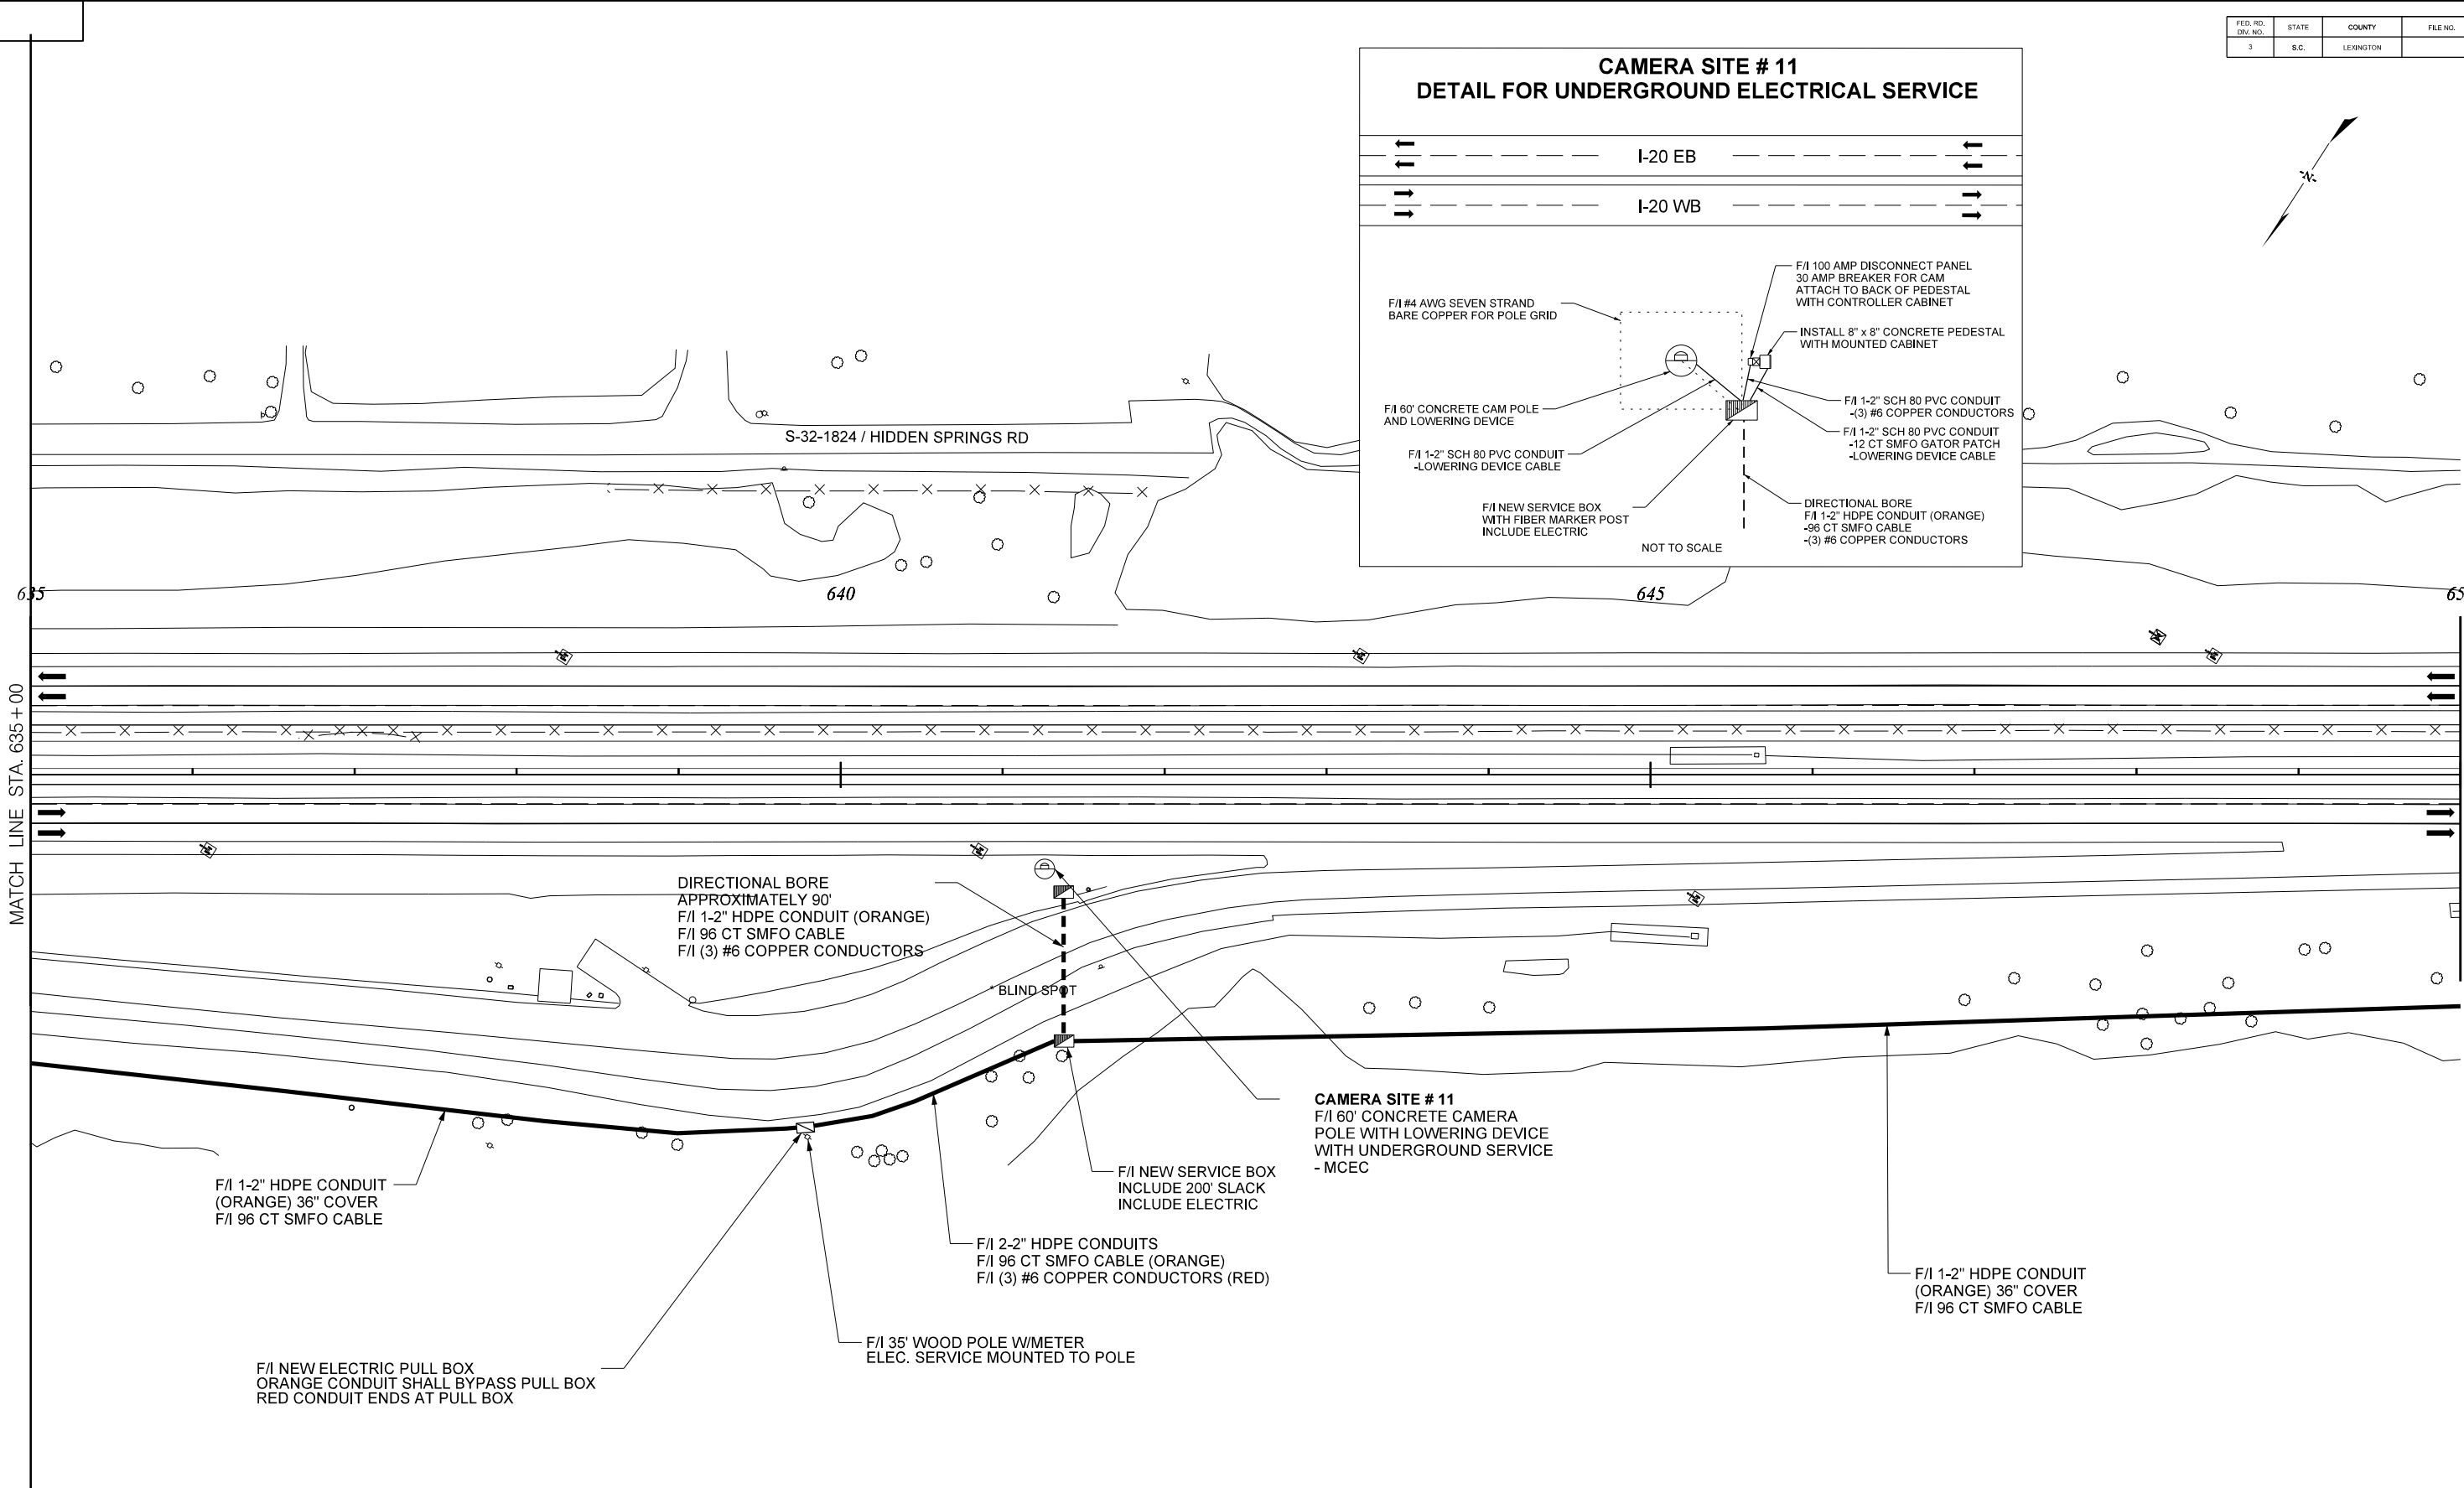 FED. RD. DIV. NO.
STATE
COUNTY
FILE NO.
3
S.C.
LEXINGTON
CAMERA SITE # 11
DETAIL FOR UNDERGROUND ELECTRICAL SERVICE
I-20 EB
I-20 WB
-N-
F/I 100 AMP DISCONNECT PANEL
30 AMP BREAKER FOR CAM
ATTACH TO BACK OF PEDESTAL
WITH CONTROLLER CABINET
F/I #4 AWG SEVEN STRAND
BARE COPPER FOR POLE GRID
INSTALL 8" x 8" CONCRETE PEDESTAL
WITH MOUNTED CABINET
F/I 60' CONCRETE CAM POLE
AND LOWERING DEVICE
F/I 1-2" SCH 80 PVC CONDUIT
-(3) #6 COPPER CONDUCTORS
F/I 1-2" SCH 80 PVC CONDUIT
-12 CT SMFO GATOR PATCH
-LOWERING DEVICE CABLE
F/I 1-2" SCH 80 PVC CONDUIT
-LOWERING DEVICE CABLE
F/I NEW SERVICE BOX
WITH FIBER MARKER POST
INCLUDE ELECTRIC
DIRECTIONAL BORE
F/I 1-2" HDPE CONDUIT (ORANGE)
-96 CT SMFO CABLE
-(3) #6 COPPER CONDUCTORS
NOT TO SCALE
S-32-1824 / HIDDEN SPRINGS RD
635
640
645
65
MATCH LINE STA. 635+00
DIRECTIONAL BORE
APPROXIMATELY 90'
F/I 1-2" HDPE CONDUIT (ORANGE)
F/I 96 CT SMFO CABLE
F/I (3) #6 COPPER CONDUCTORS
* BLIND SPOT
CAMERA SITE # 11
F/I 60' CONCRETE CAMERA
POLE WITH LOWERING DEVICE
WITH UNDERGROUND SERVICE
- MCEC
F/I NEW SERVICE BOX
INCLUDE 200' SLACK
INCLUDE ELECTRIC
F/I 1-2" HDPE CONDUIT
(ORANGE) 36" COVER
F/I 96 CT SMFO CABLE
F/I 2-2" HDPE CONDUITS
F/I 96 CT SMFO CABLE (ORANGE)
F/I (3) #6 COPPER CONDUCTORS (RED)
F/I 1-2" HDPE CONDUIT
(ORANGE) 36" COVER
F/I 96 CT SMFO CABLE
F/I 35' WOOD POLE W/METER
ELEC. SERVICE MOUNTED TO POLE
F/I NEW ELECTRIC PULL BOX
ORANGE CONDUIT SHALL BYPASS PULL BOX
RED CONDUIT ENDS AT PULL BOX